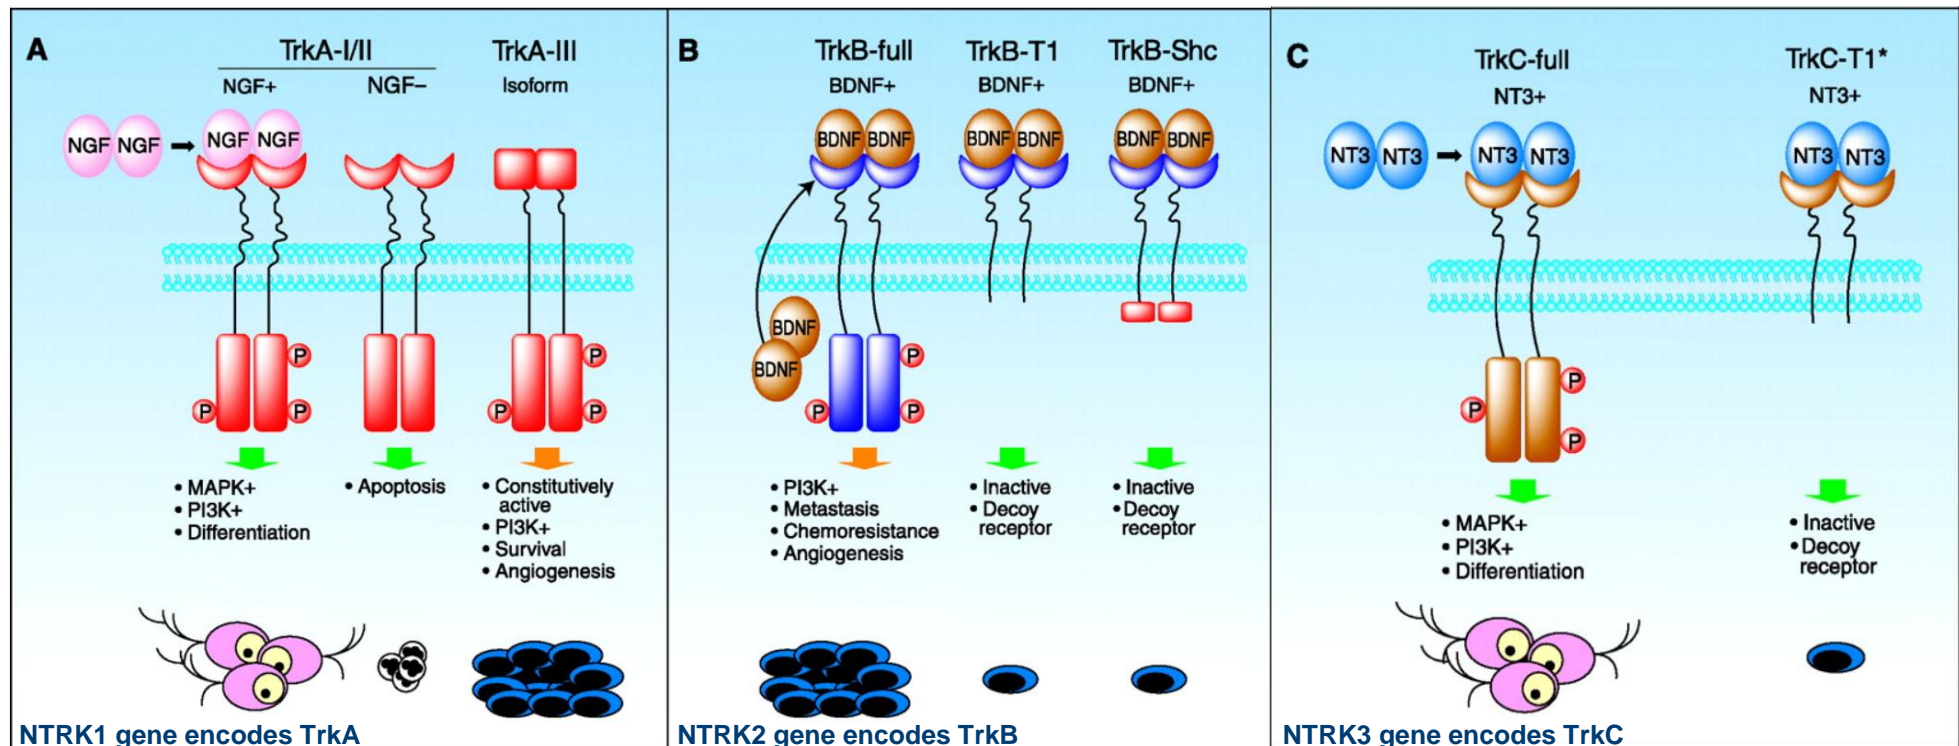 A
TrkA-I/II
TrkA-III
NGF+
NGF–
Isoform
NGF NGF
NGF NGF
P
P
P
P
P
P
• MAPK+
• PI3K+
• Differentiation
• Apoptosis
• Constitutively
active
• PI3K+
• Survival
• Angiogenesis
NTRK1 gene encodes TrkA
B
TrkB-full
TrkB-T1
TrkB-Shc
BDNF+
BDNF+
BDNF+
BDNF BDNF
BDNF BDNF
BDNF BDNF
BDNF
BDNF
P
P
P
• PI3K+
• Metastasis
• Chemoresistance
• Angiogenesis
• Inactive
• Decoy
receptor
• Inactive
• Decoy
receptor
NTRK2 gene encodes TrkB
C
TrkC-full
TrkC-T1*
NT3+
NT3+
NT3 NT3
NT3 NT3
NT3 NT3
P
P
P
• MAPK+
• PI3K+
• Differentiation
• Inactive
• Decoy
receptor
NTRK3 gene encodes TrkC